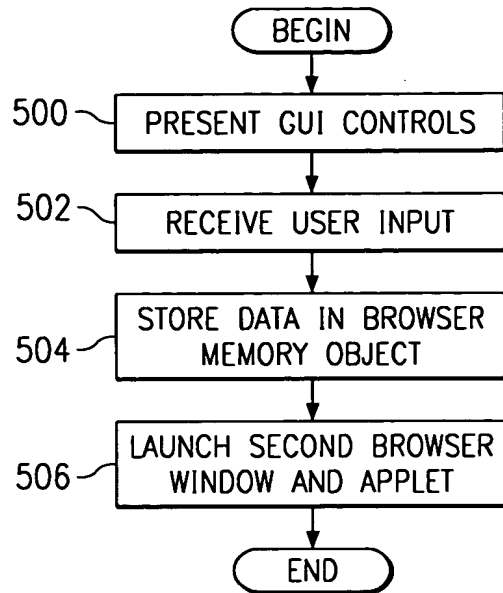 BEGIN
500
PRESENT GUI CONTROLS
502
RECEIVE USER INPUT
504
STORE DATA IN BROWSER
MEMORY OBJECT
506
LAUNCH SECOND BROWSER
WINDOW AND APPLET
END